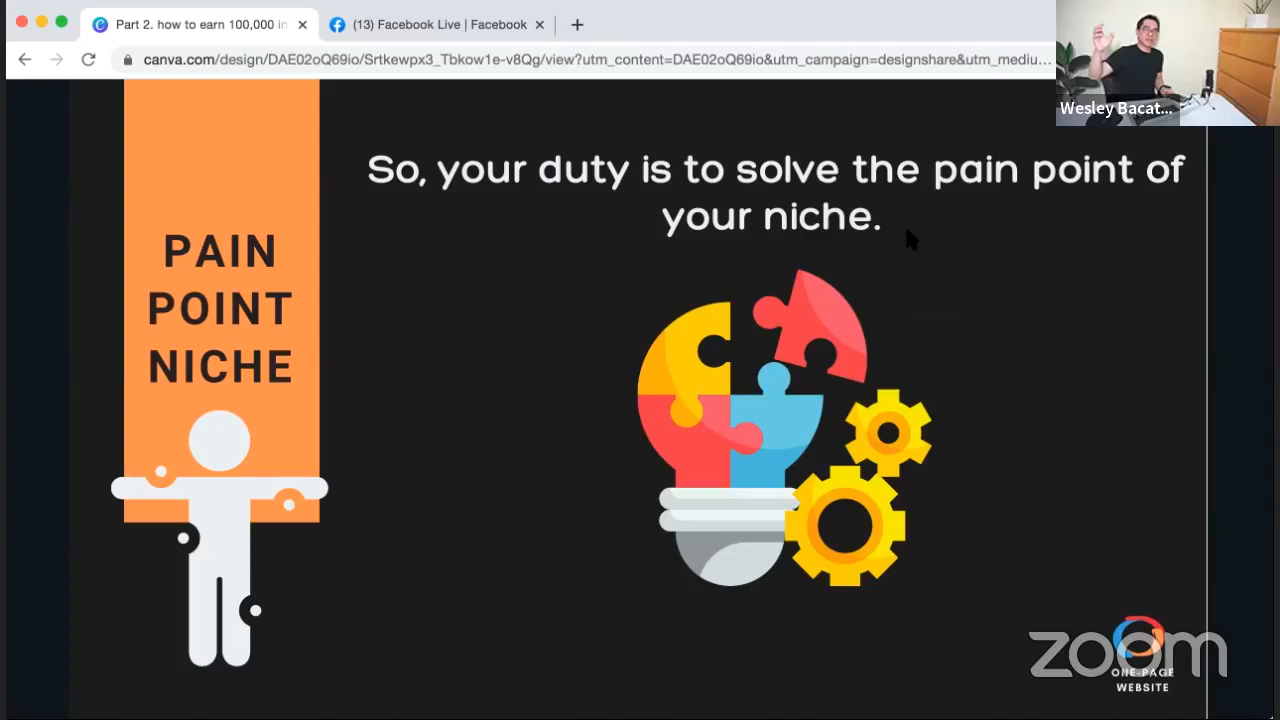 Part 2. how to earn 100,000 in
(13) Facebook Live | Facebook
canva.com/design/DAE02oQ69io/Srtkewpx3_Tbkow1e-v8Qg/view?utm_content=DAE02oQ69io&utm_campaign=designshare&utm_mediu...
Wesley Bacat...
So, your duty is to solve the pain point of
your niche.
PAIN
POINT
NICHE
zoom
ONE-PAGE
WEBSITE